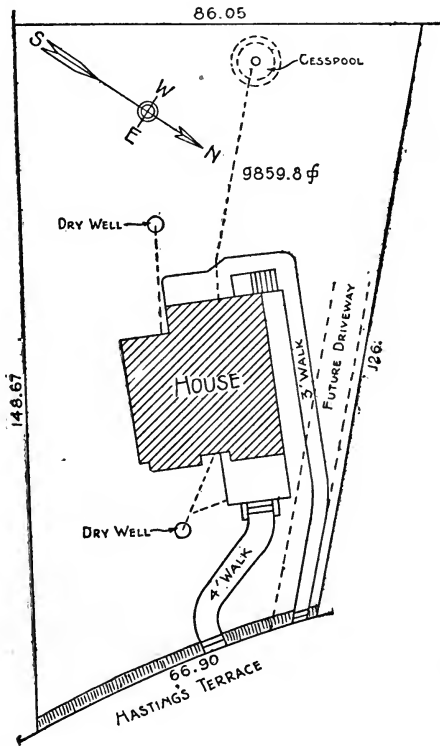 86.05
S
W
E
N
CESSPOOL
9859.8 ⏍
DRY WELL
148.67
HOUSE
3' WALK
FUTURE DRIVEWAY
126.
DRY WELL
4' WALK
66.90
HASTING'S TERRACE